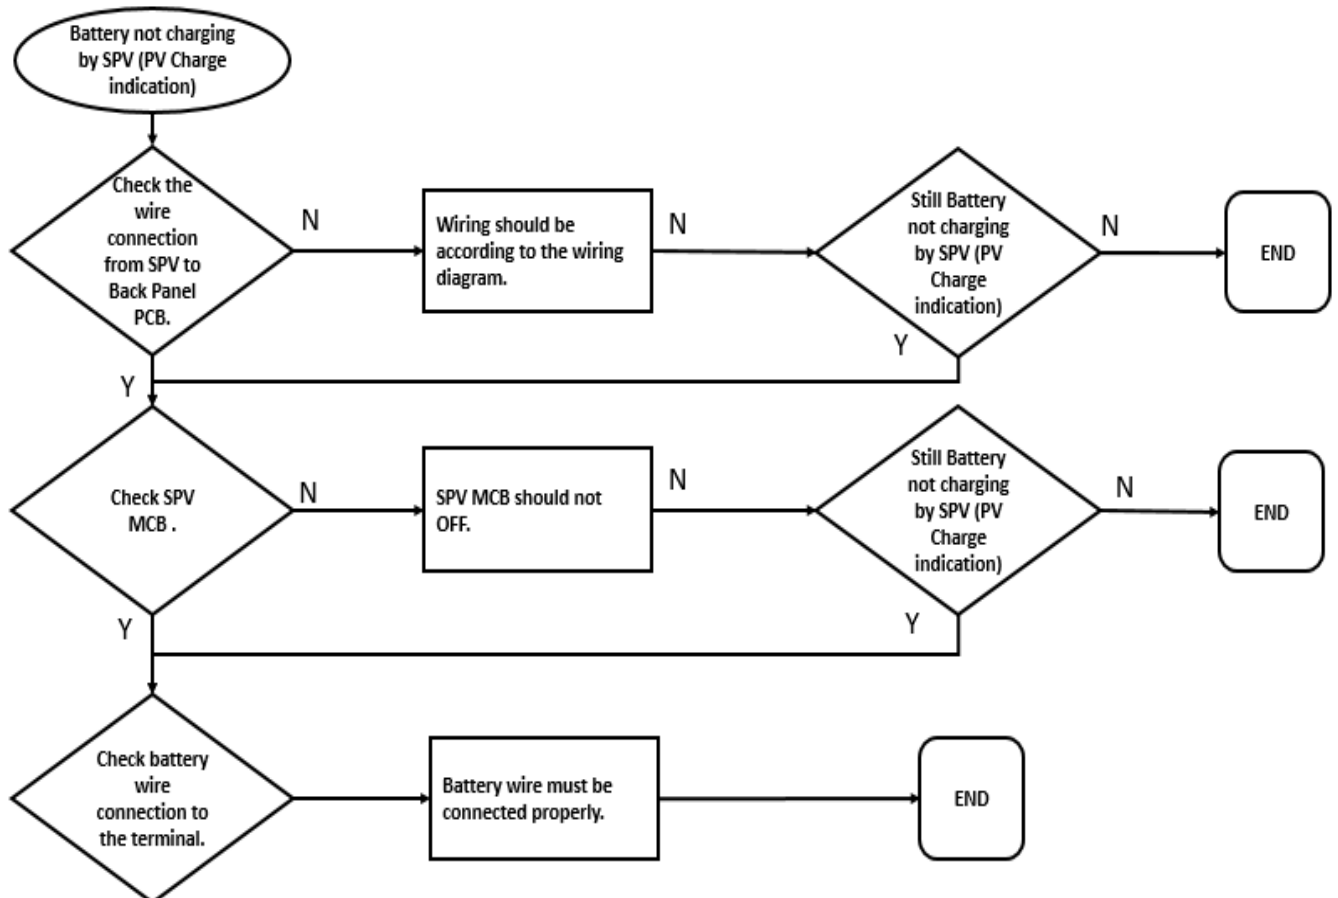 Battery not charging
by SPV (PV Charge
indication)
Check the
wire
connection
from SPV to
Back Panel
PCB.
N
Wiring should be
according to the wiring
diagram.
N
Still Battery
not charging
by SPV (PV
Charge
indication)
N
END
Y
Y
Check SPV
MCB .
N
SPV MCB should not
OFF.
N
Still Battery
not charging
by SPV (PV
Charge
indication)
N
END
Y
Y
Check battery
wire
connection to
the terminal.
Battery wire must be
connected properly.
END